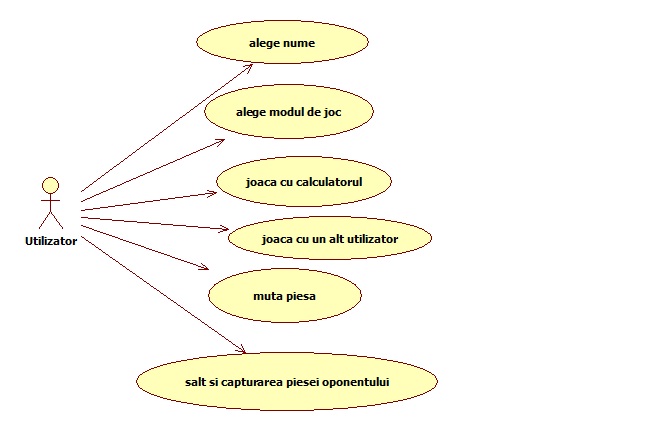 alege nume
alege modul de joc
joaca cu calculatorul
Utilizator
joaca cu un alt utilizator
muta piesa
salt si capturarea piesei oponentului